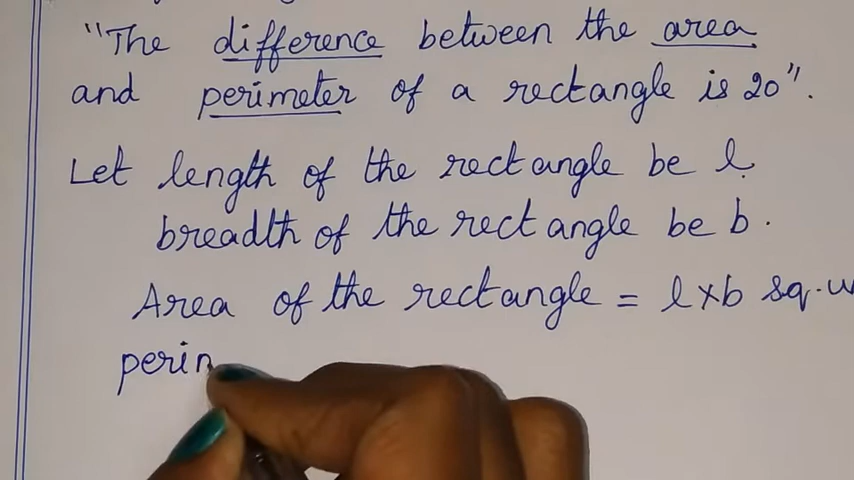 "The difference between the area
and perimeter of a rectangle is 20".
Let length of the rectangle be l.
breadth of the rectangle be b.
Area of the rectangle = l×b sq.u
perin